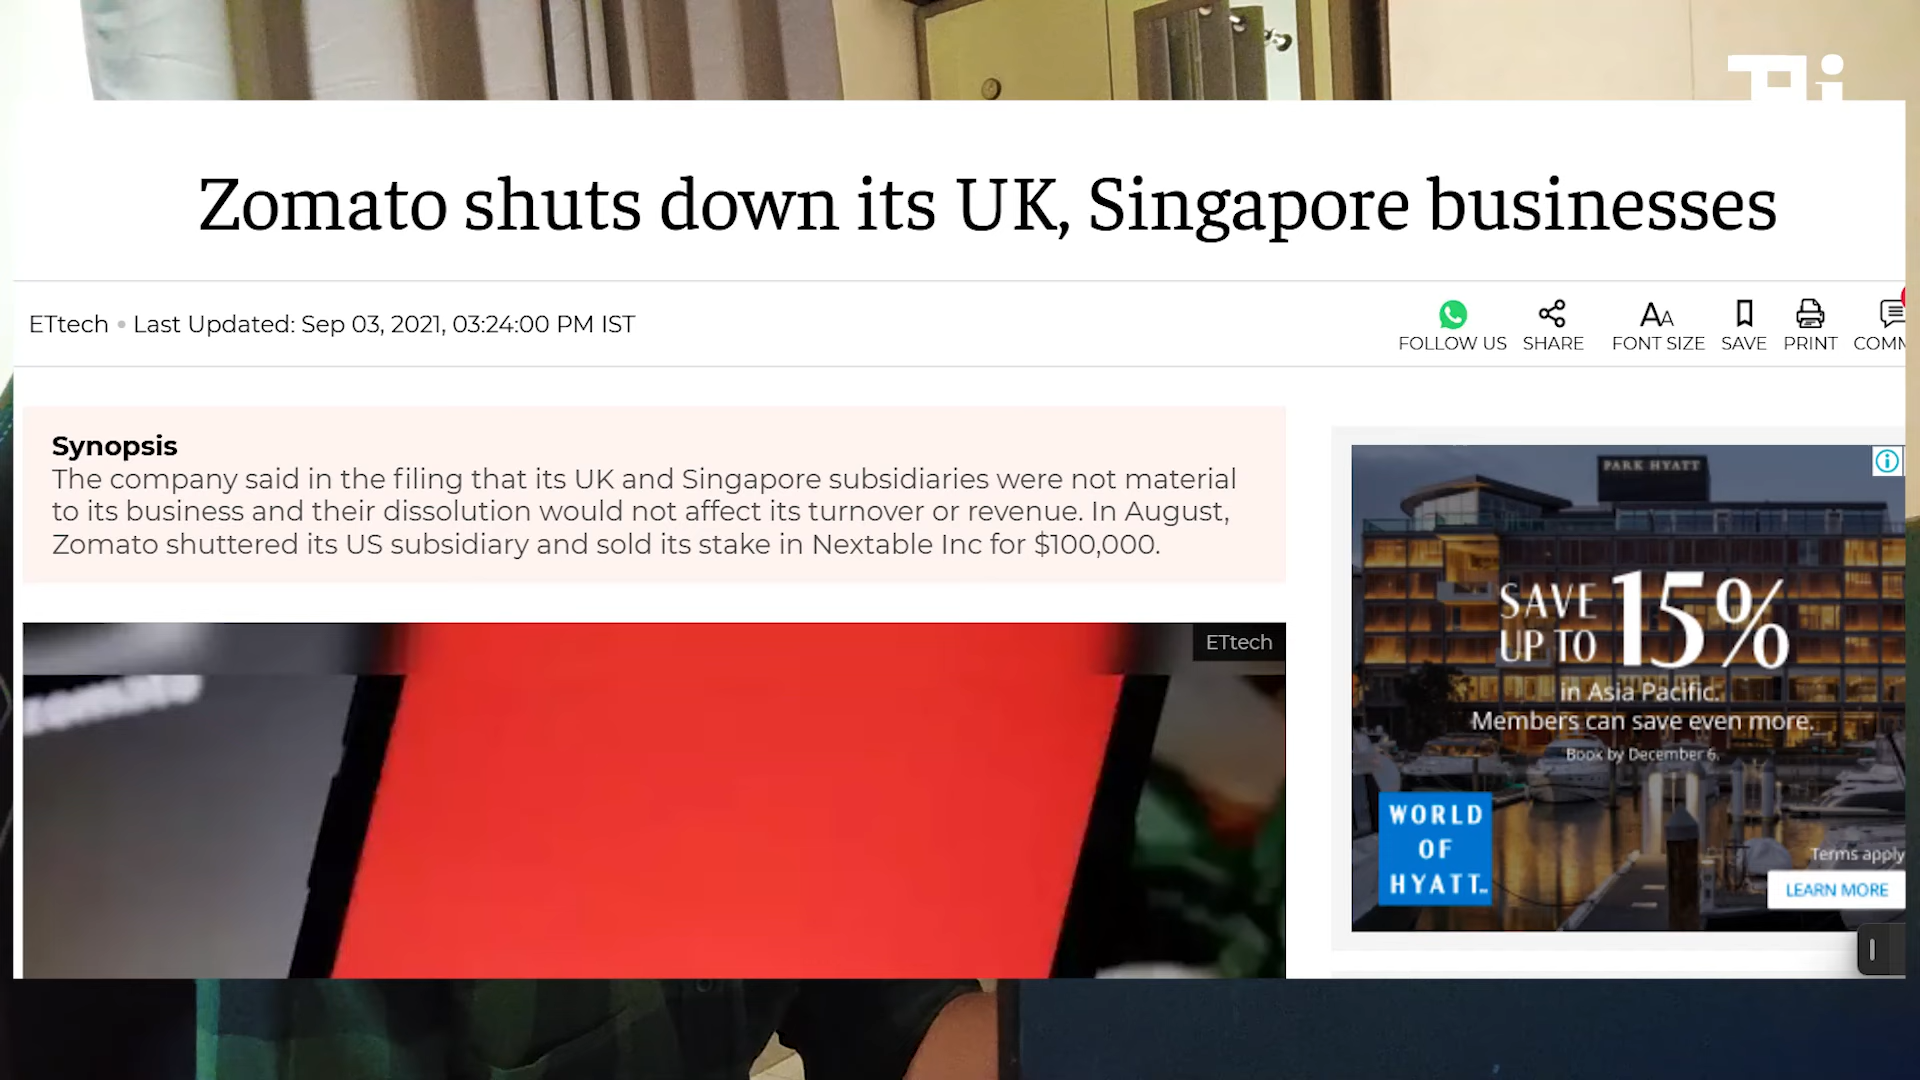 Zomato shuts down its UK, Singapore businesses
ETtech • Last Updated: Sep 03, 2021, 03:24:00 PM IST
FOLLOW US
SHARE
FONT SIZE
SAVE
PRINT
COMM
Synopsis
The company said in the filing that its UK and Singapore subsidiaries were not material
to its business and their dissolution would not affect its turnover or revenue. In August,
Zomato shuttered its US subsidiary and sold its stake in Nextable Inc for $100,000.
ETtech
PARK HYATT
SAVE
UP TO 15%
in Asia Pacific.
Members can save even more.
Book by December 6.
WORLD
OF
HYATT
Terms apply
LEARN MORE